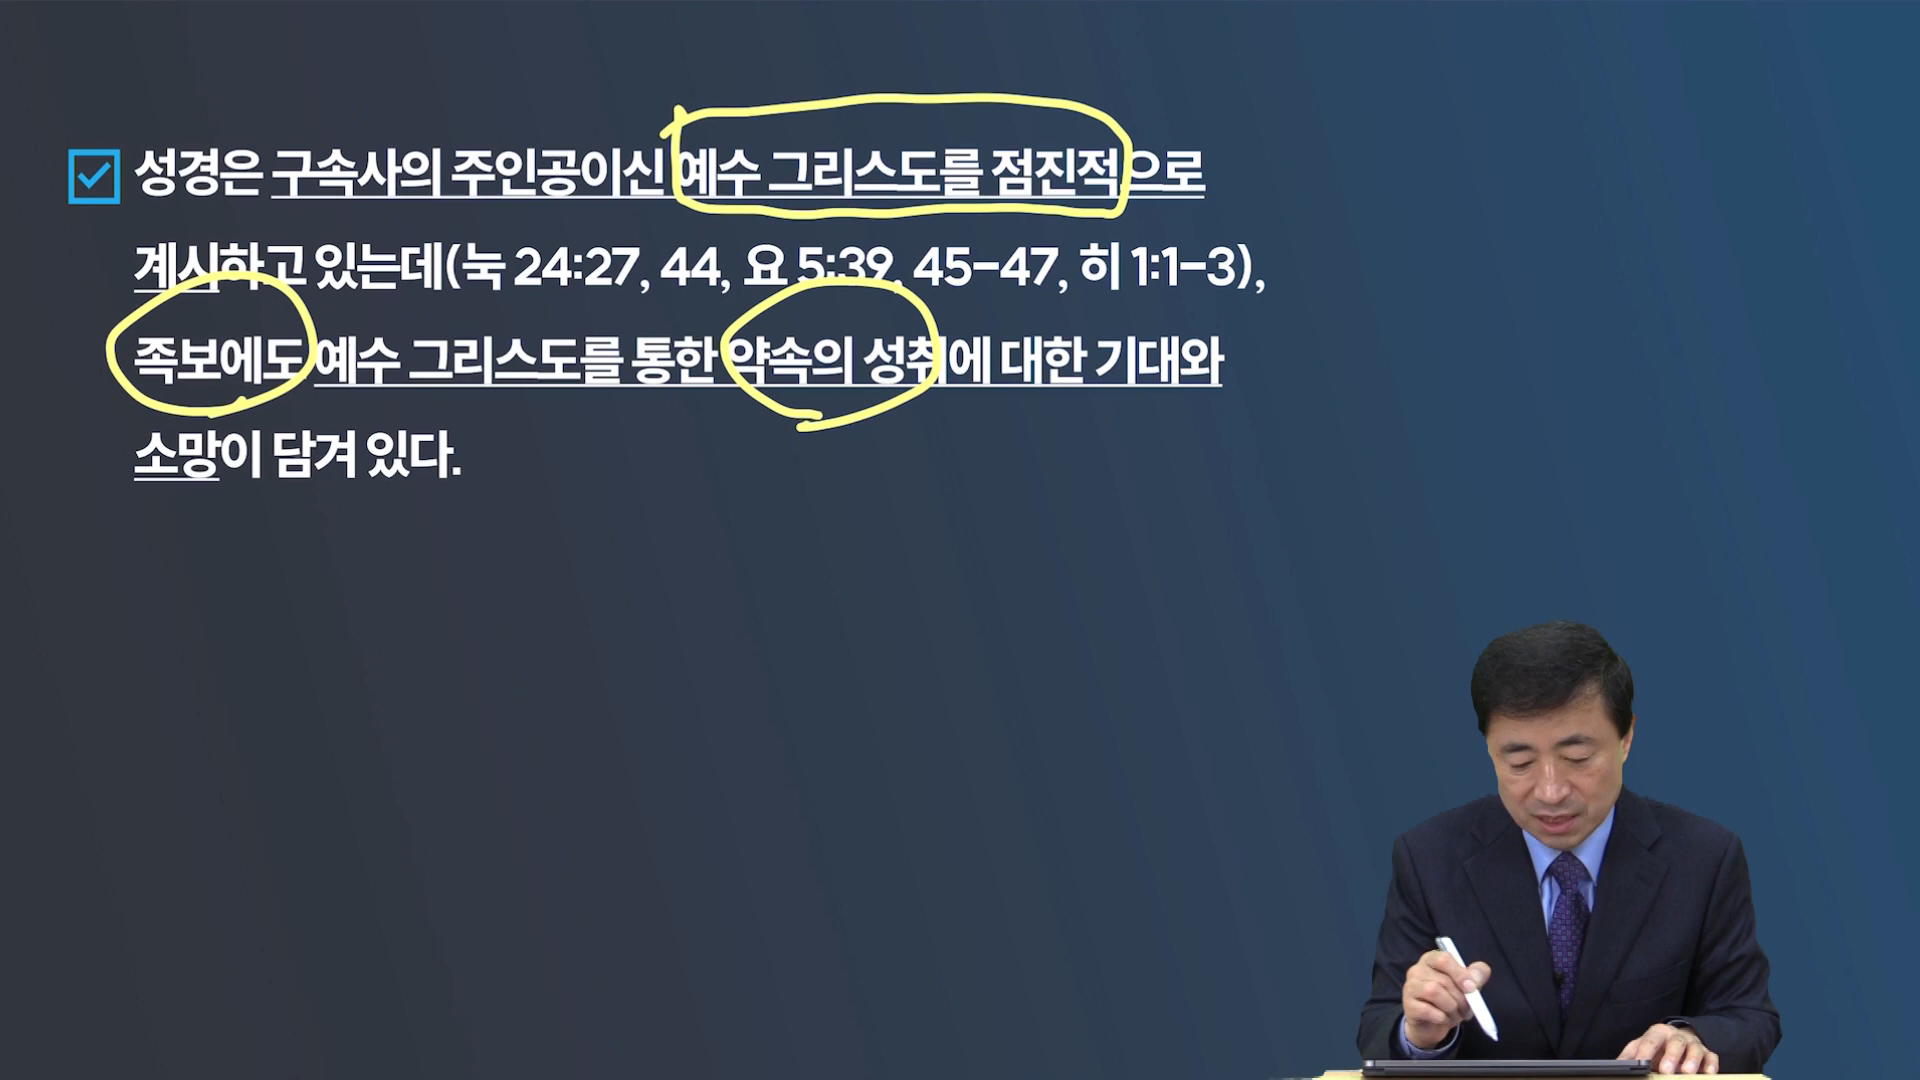 성경은 구속사의 주인공이신 예수 그리스도를 점진적으로
계시하고 있는데(눅 24:27, 44, 요 5:39, 45-47, 히 1:1-3),
족보에도 예수 그리스도를 통한 약속의 성취에 대한 기대와
소망이 담겨 있다.